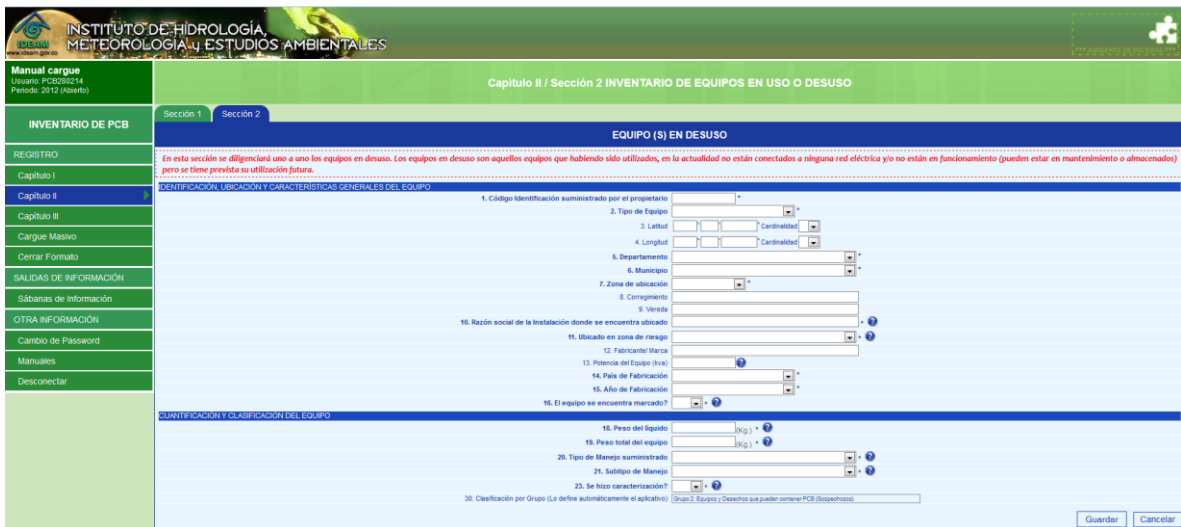 INSTITUTO DE HIDROLOGÍA,
METEOROLOGÍA y ESTUDIOS AMBIENTALES
IDEAM
www.ideam.gov.co
*** AMBIENTE DE PRUEBAS ***
Manual cargue
Usuario: PCB280214
Periodo: 2012 (Abierto)
Capítulo II / Sección 2 INVENTARIO DE EQUIPOS EN USO O DESUSO
INVENTARIO DE PCB
REGISTRO
Capítulo I
Capítulo II
Capítulo III
Cargue Masivo
Cerrar Formato
SALIDAS DE INFORMACIÓN
Sábanas de Información
OTRA INFORMACIÓN
Cambio de Password
Manuales
Desconectar
Sección 1 Sección 2
EQUIPO (S) EN DESUSO
En esta sección se diligenciará uno a uno los equipos en desuso. Los equipos en desuso son aquellos equipos que habiendo sido utilizados, en la actualidad no están conectados a ninguna red eléctrica y/o no están en funcionamiento (pueden estar en mantenimiento o almacenados)
pero se tiene prevista su utilización futura.
IDENTIFICACIÓN, UBICACIÓN Y CARACTERÍSTICAS GENERALES DEL EQUIPO
1. Código Identificación suministrado por el propietario *
2. Tipo de Equipo *
3. Latitud ° ' " Cardinalidad
4. Longitud ° ' " Cardinalidad
5. Departamento *
6. Municipio *
7. Zona de ubicación *
8. Corregimiento
9. Vereda
10. Razón social de la Instalación donde se encuentra ubicado * ?
11. Ubicado en zona de riesgo * ?
12. Fabricante/ Marca
13. Potencia del Equipo (kva) ?
14. País de Fabricación *
15. Año de Fabricación *
16. El equipo se encuentra marcado? * ?
CUANTIFICACIÓN Y CLASIFICACIÓN DEL EQUIPO
18. Peso del líquido (Kg.) * ?
19. Peso total del equipo (Kg.) * ?
20. Tipo de Manejo suministrado * ?
21. Subtipo de Manejo * ?
23. Se hizo caracterización? * ?
30. Clasificación por Grupo (Lo define automáticamente el aplicativo) Grupo 2: Equipos y Desechos que pueden contener PCB (Sospechosos)
Guardar Cancelar